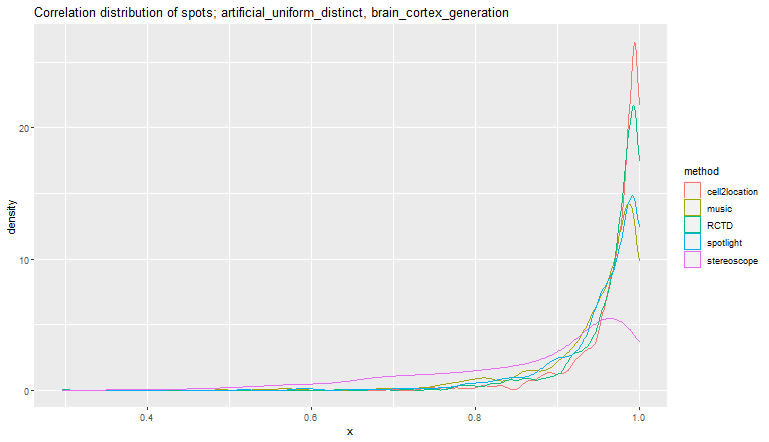 Correlation distribution of spots; artificial_uniform_distinct, brain_cortex_generation
density
20
10
0
0.4
0.6
0.8
1.0
x
method
cell2location
music
RCTD
spotlight
stereoscope